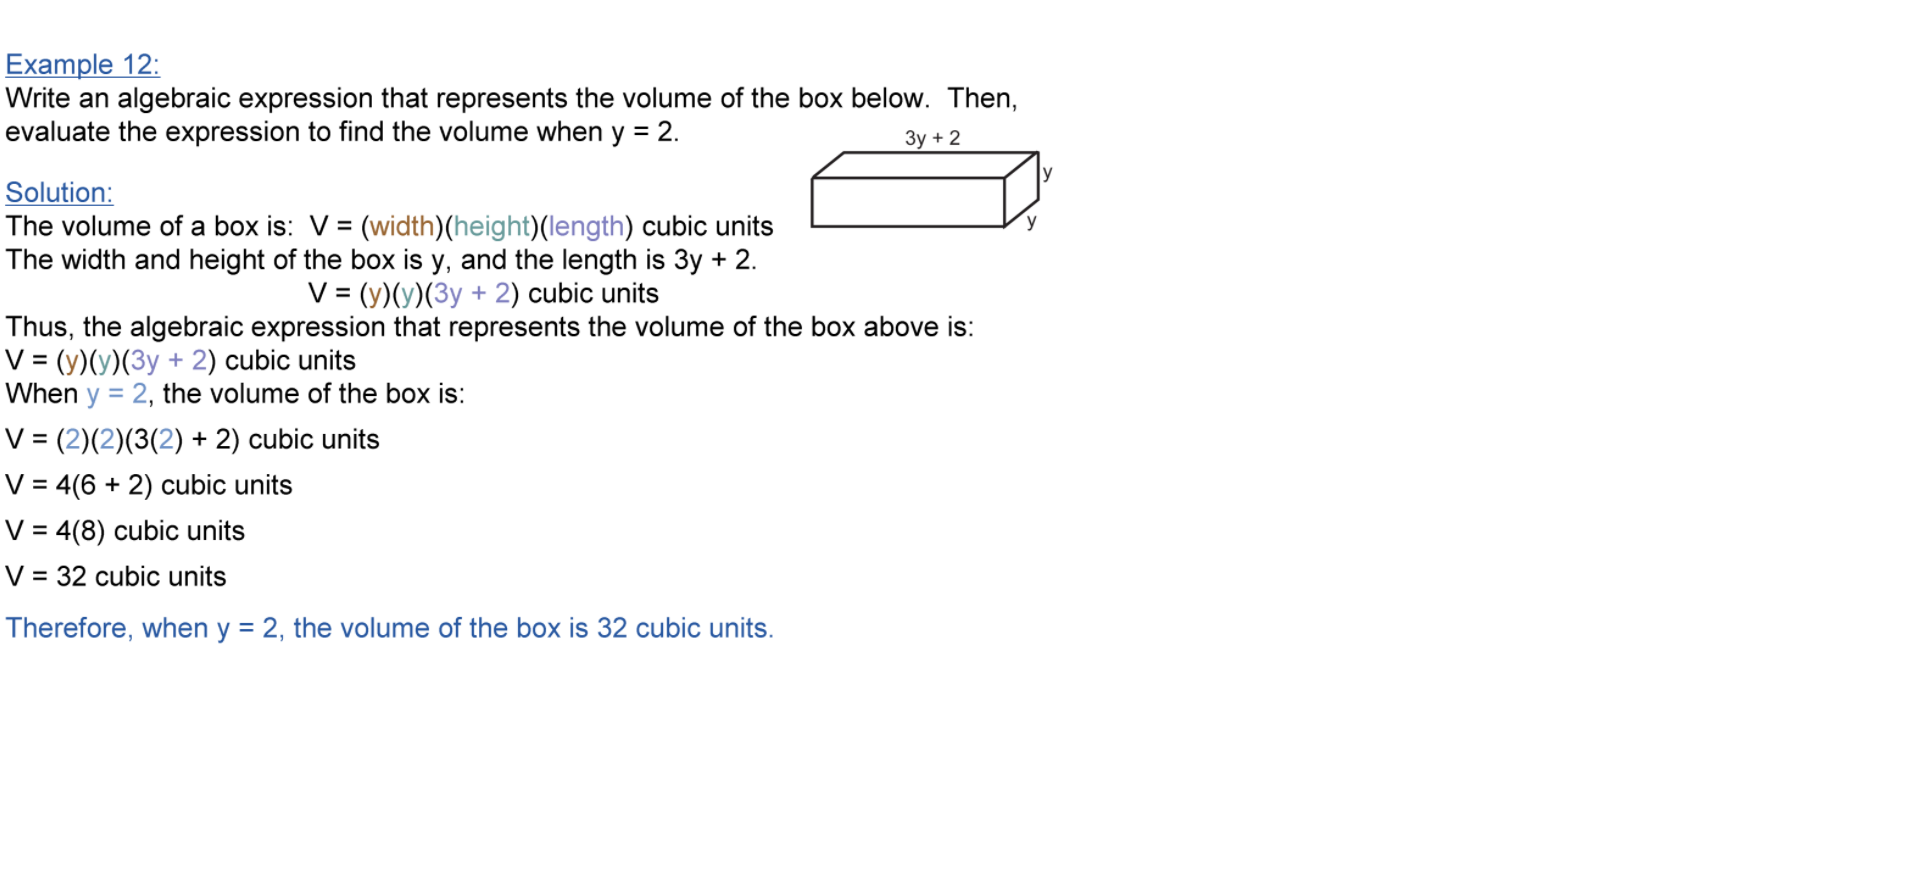 Example 12:
Write an algebraic expression that represents the volume of the box below.  Then,
evaluate the expression to find the volume when y = 2.
3y + 2
y
y
Solution:
The volume of a box is:  V = (width)(height)(length) cubic units
The width and height of the box is y, and the length is 3y + 2.
V = (y)(y)(3y + 2) cubic units
Thus, the algebraic expression that represents the volume of the box above is:
V = (y)(y)(3y + 2) cubic units
When y = 2, the volume of the box is:
V = (2)(2)(3(2) + 2) cubic units
V = 4(6 + 2) cubic units
V = 4(8) cubic units
V = 32 cubic units
Therefore, when y = 2, the volume of the box is 32 cubic units.